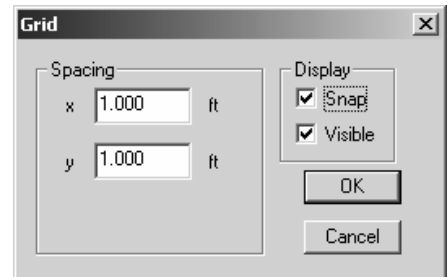 Grid
Spacing
x 1.000 ft
y 1.000 ft
Display
Snap
Visible
OK
Cancel